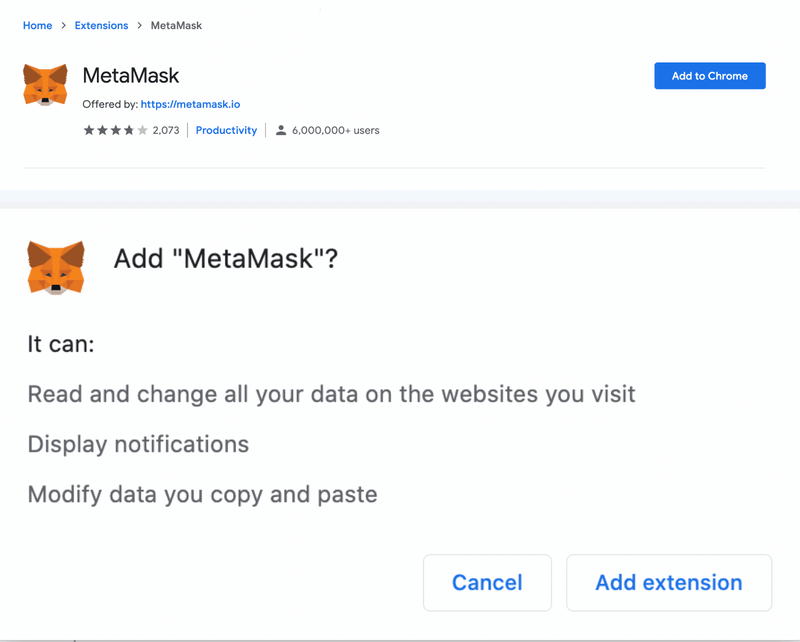 Home > Extensions > MetaMask
MetaMask
Add to Chrome
Offered by: https://metamask.io
2,073 Productivity 6,000,000+ users
Add "MetaMask"?
It can:
Read and change all your data on the websites you visit
Display notifications
Modify data you copy and paste
Cancel Add extension